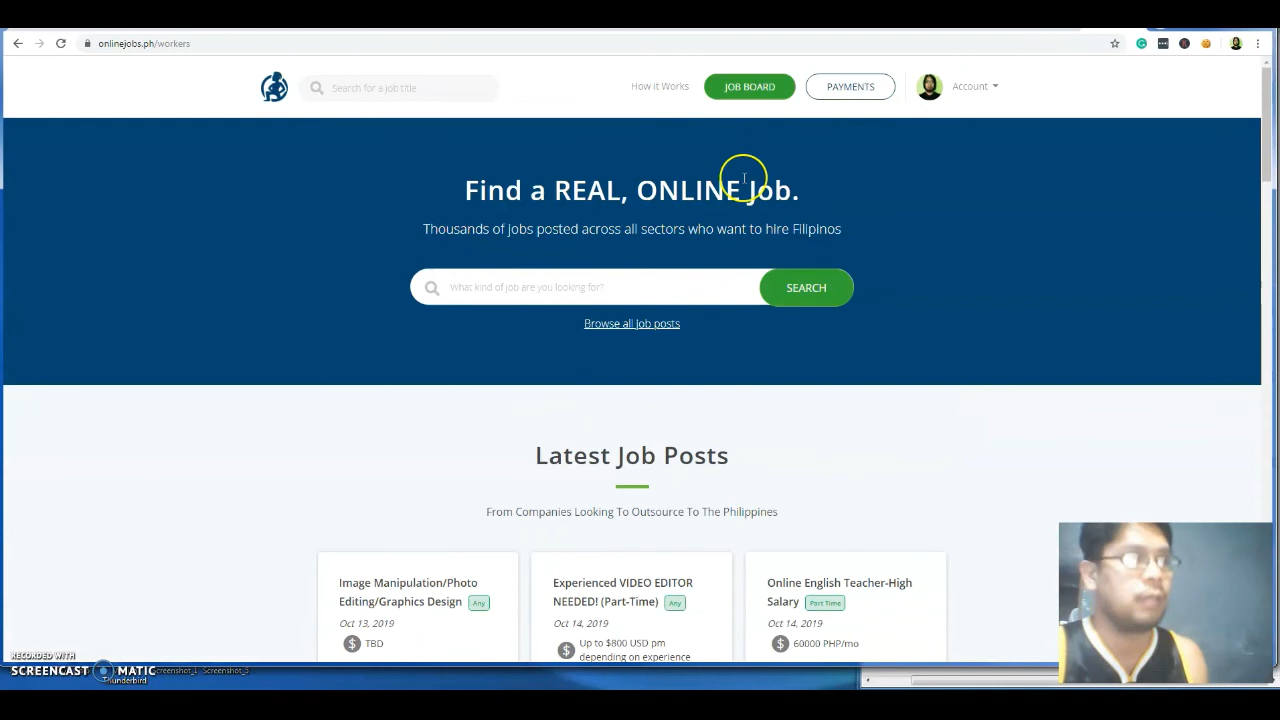 onlinejobs.ph/workers
Search for a job title
How it Works
JOB BOARD
PAYMENTS
Account
Find a REAL, ONLINE Job.
Thousands of jobs posted across all sectors who want to hire Filipinos
What kind of job are you looking for?
SEARCH
Browse all job posts
Latest Job Posts
From Companies Looking To Outsource To The Philippines
Image Manipulation/Photo
Editing/Graphics Design Any
Oct 13, 2019
$ TBD
Experienced VIDEO EDITOR
NEEDED! (Part-Time) Any
Oct 14, 2019
$ Up to $800 USD pm
depending on experience
Online English Teacher-High
Salary Part Time
Oct 14, 2019
$ 60000 PHP/mo
RECORDED WITH
SCREENCAST MATIC
Screenshot_1 Screenshot_5
Thunderbird